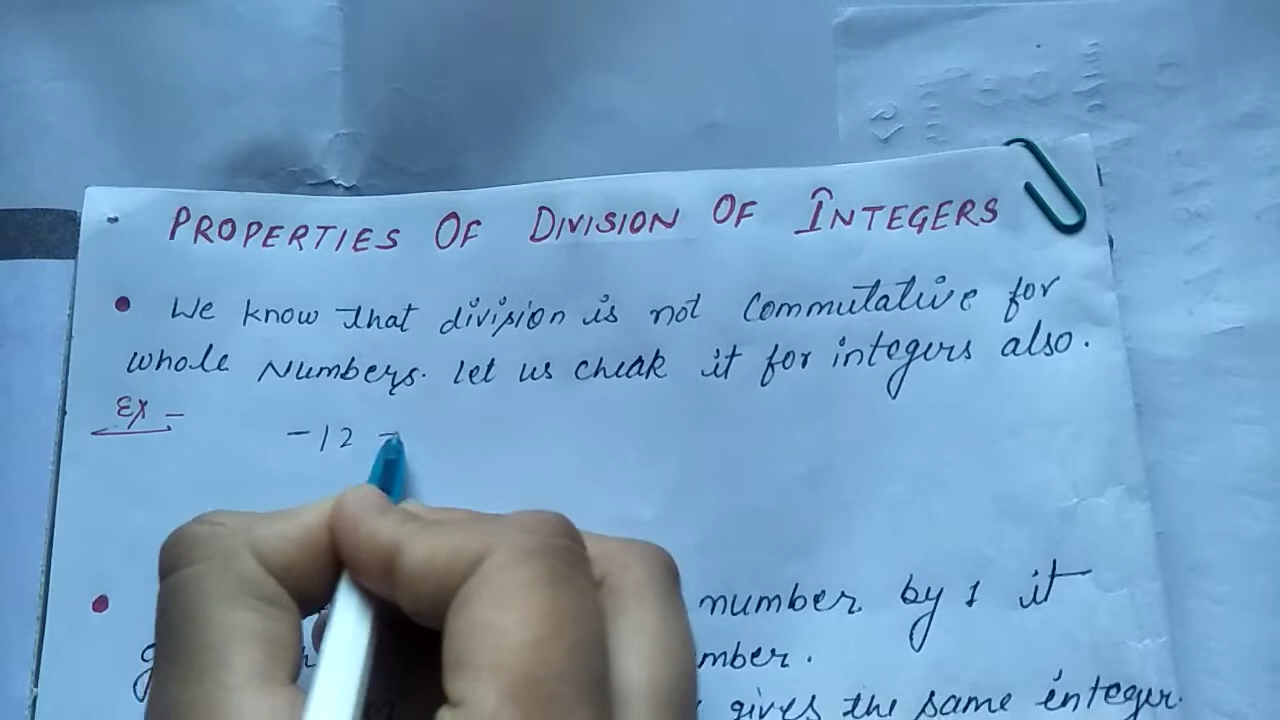 PROPERTIES OF DIVISION OF INTEGERS
• We know that division is not Commutative for
whole Numbers. let us cheak it for integers also.
Ex -
-12
number by 1 it
mber.
gives the same integer.